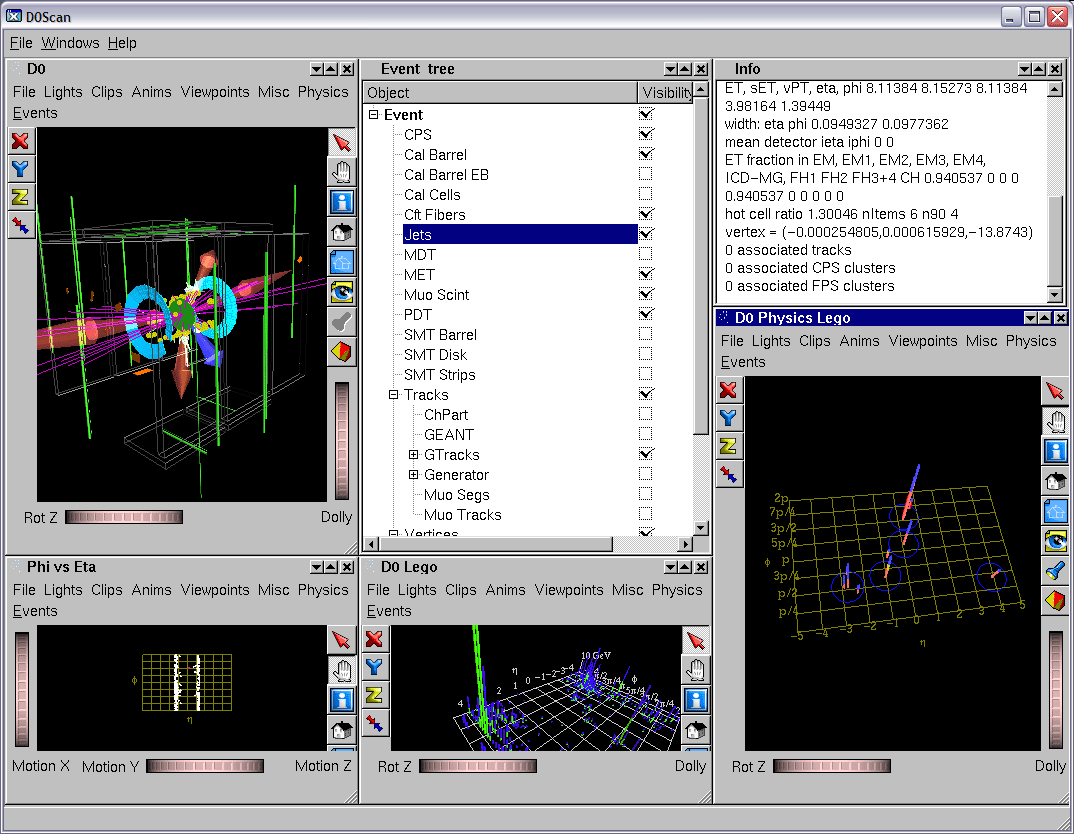 D0Scan
File Windows Help
D0
File Lights Clips Anims Viewpoints Misc Physics
Events
Rot Z Dolly
Event tree
Object Visibility
Event
CPS
Cal Barrel
Cal Barrel EB
Cal Cells
Cft Fibers
Jets
MDT
MET
Muo Scint
PDT
SMT Barrel
SMT Disk
SMT Strips
Tracks
ChPart
GEANT
GTracks
Generator
Muo Segs
Muo Tracks
Vertices
Info
ET, sET, vPT, eta, phi 8.11384 8.15273 8.11384
3.98164 1.39449
width: eta phi 0.0949327 0.0977362
mean detector ieta iphi 0 0
ET fraction in EM, EM1, EM2, EM3, EM4,
ICD-MG, FH1 FH2 FH3+4 CH 0.940537 0 0 0
0.940537 0 0 0 0 0
hot cell ratio 1.30046 nItems 6 n90 4
vertex = (-0.000254805,0.000615929,-13.8743)
0 associated tracks
0 associated CPS clusters
0 associated FPS clusters
D0 Physics Lego
File Lights Clips Anims Viewpoints Misc Physics
Events
2p
7p/4
3p/2
5p/4
ϕ p
3p/4
p/2
p/4
-5 -4 -3 -2 -1 0 1 2 3 4 5
η
Rot Z Dolly
Phi vs Eta
File Lights Clips Anims Viewpoints Misc Physics
Events
ϕ
η
Motion X Motion Y Motion Z
D0 Lego
File Lights Clips Anims Viewpoints Misc Physics
Events
10 GeV
η
4 2 1 0 -1 -2 -3 -4
ϕ
Rot Z Dolly